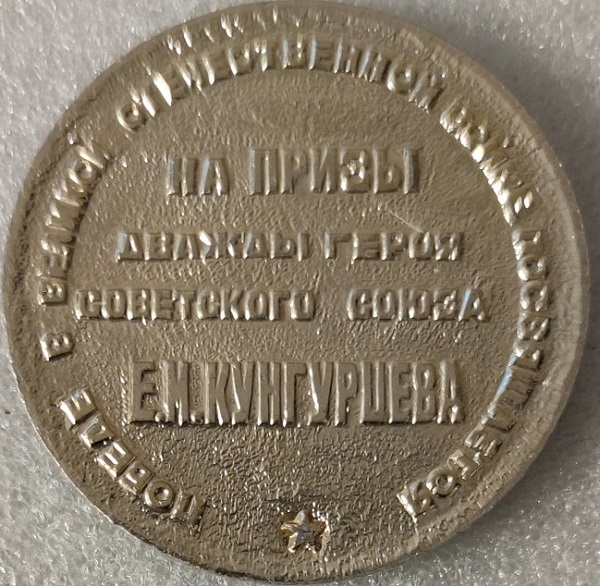 ПОБЕДЕ В ВЕЛИКОЙ ОТЕЧЕСТВЕННОЙ ВОЙНЕ ПОСВЯЩАЕТСЯ
НА ПРИЗЫ
ДВАЖДЫ ГЕРОЯ
СОВЕТСКОГО СОЮЗА
Е.И.КУНГУРЦЕВА